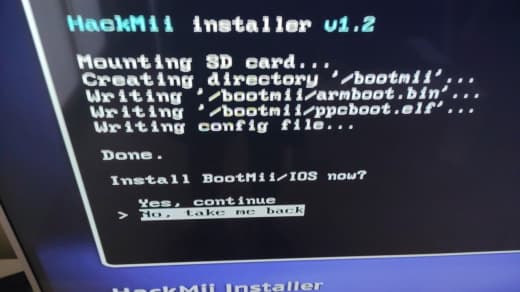 HackMii installer v1.2
Mounting SD card...
Creating directory '/bootmii'...
Writing '/bootmii/armboot.bin'...
Writing '/bootmii/ppcboot.elf'...
Writing config file...
Done.
Install BootMii/IOS now?
Yes, continue
> No, take me back
HackMii Installer